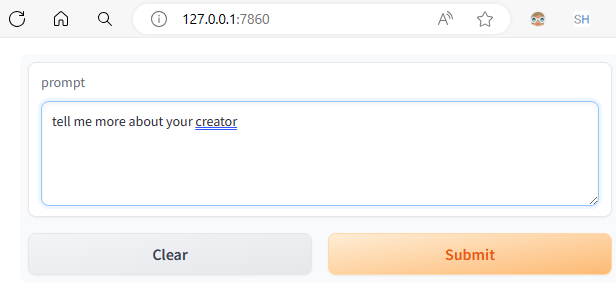 127.0.0.1:7860
A
SH
prompt
tell me more about your creator
Clear
Submit